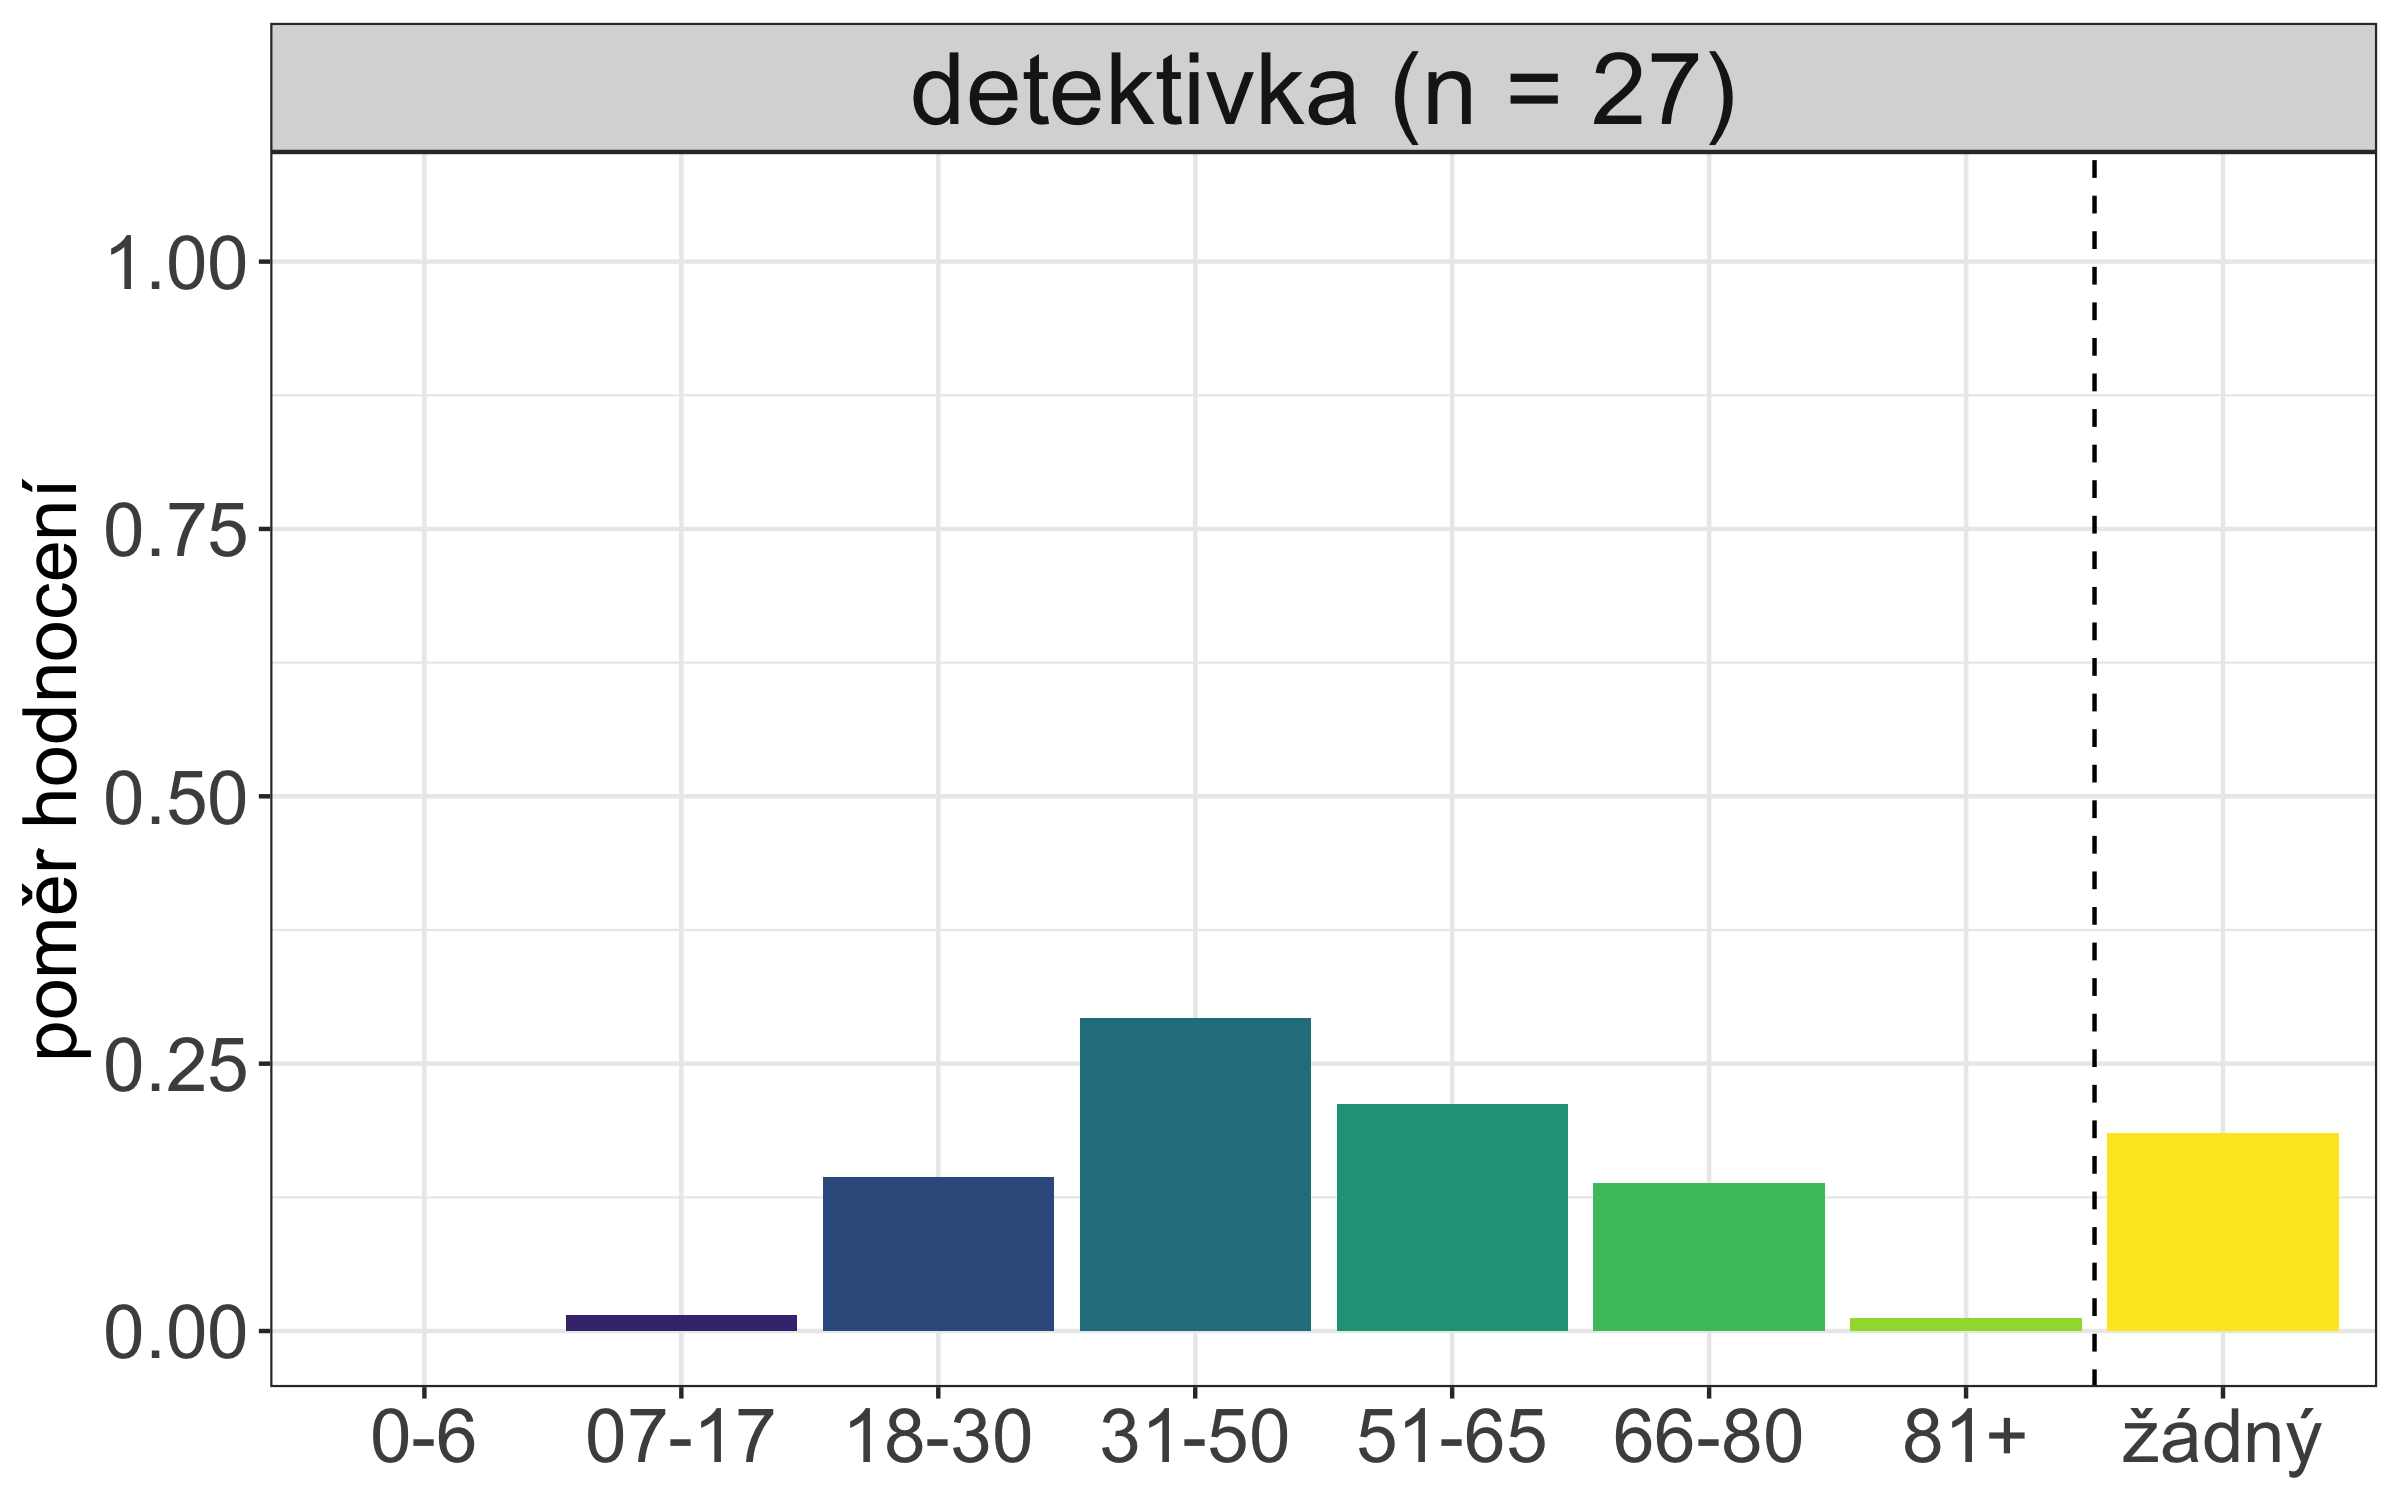 detektivka (n = 27)
poměr hodnocení
1.00
0.75
0.50
0.25
0.00
0-6 07-17 18-30 31-50 51-65 66-80 81+ žádný